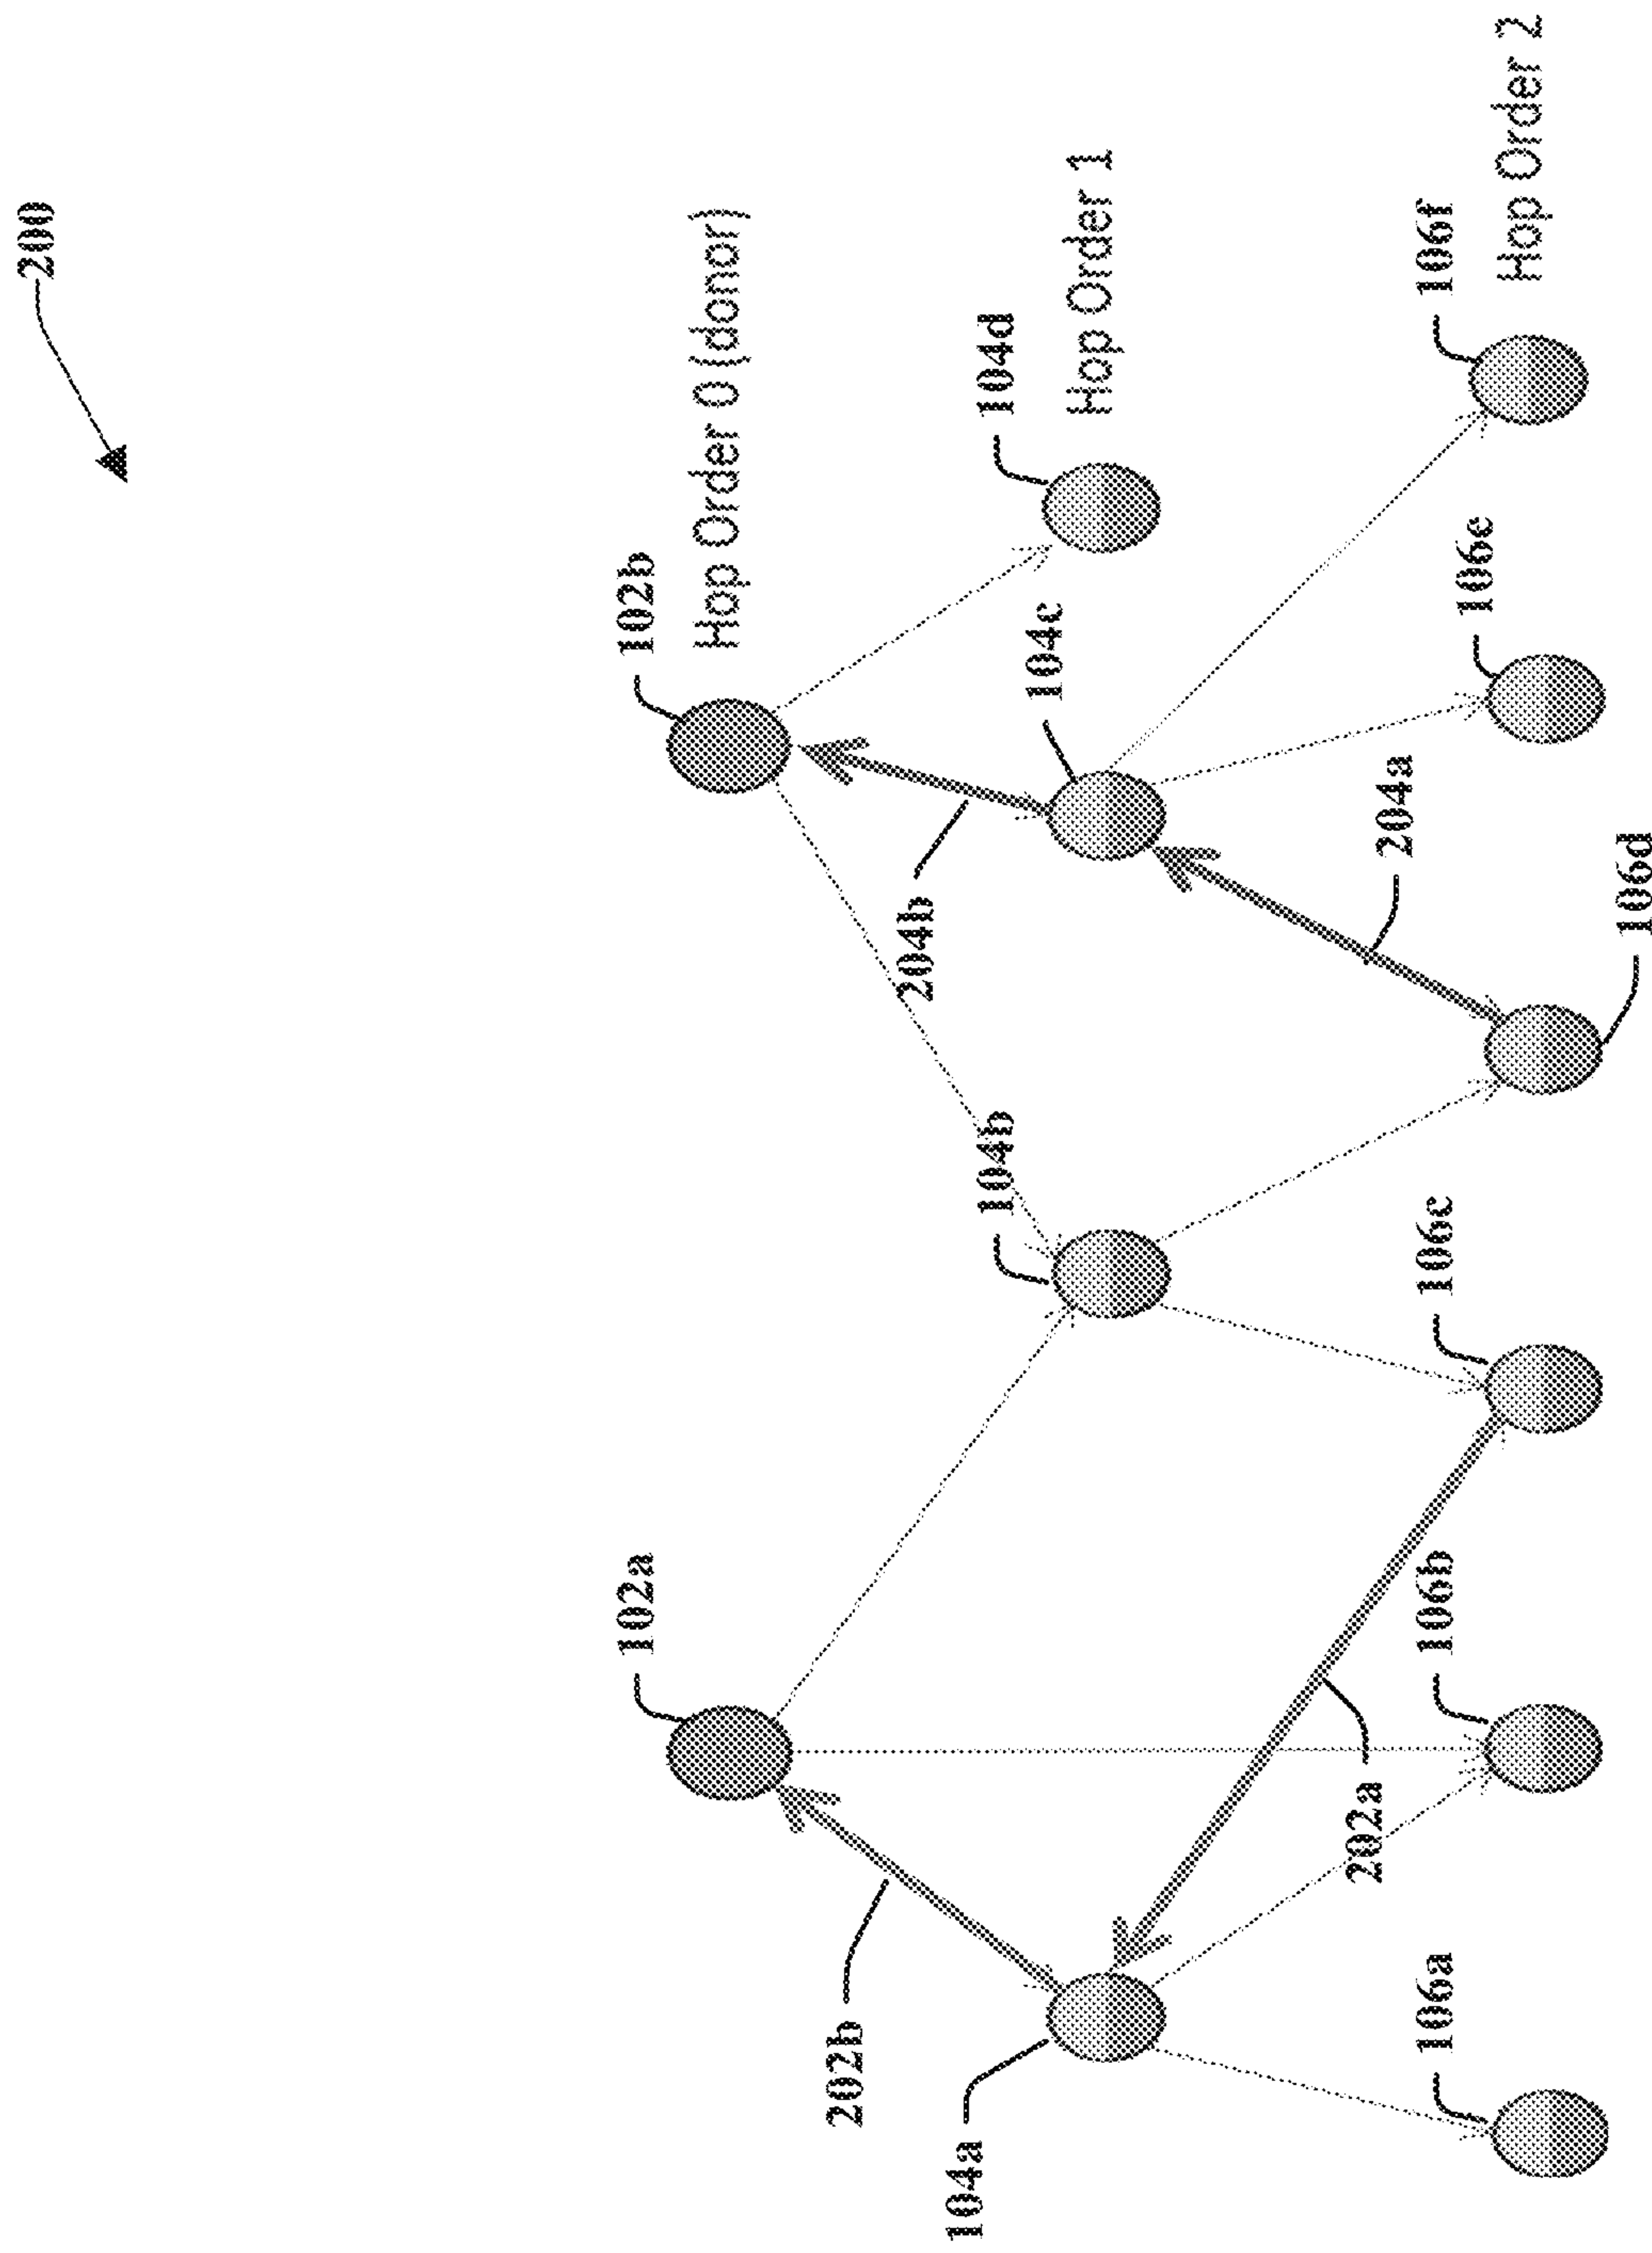 200
102a
102b
Hop Order 0 (donor)
202b
204b
104a
104b
104c
104d
Hop Order 1
202a
204a
106a
106b
106c
106d
106e
106f
Hop Order 2